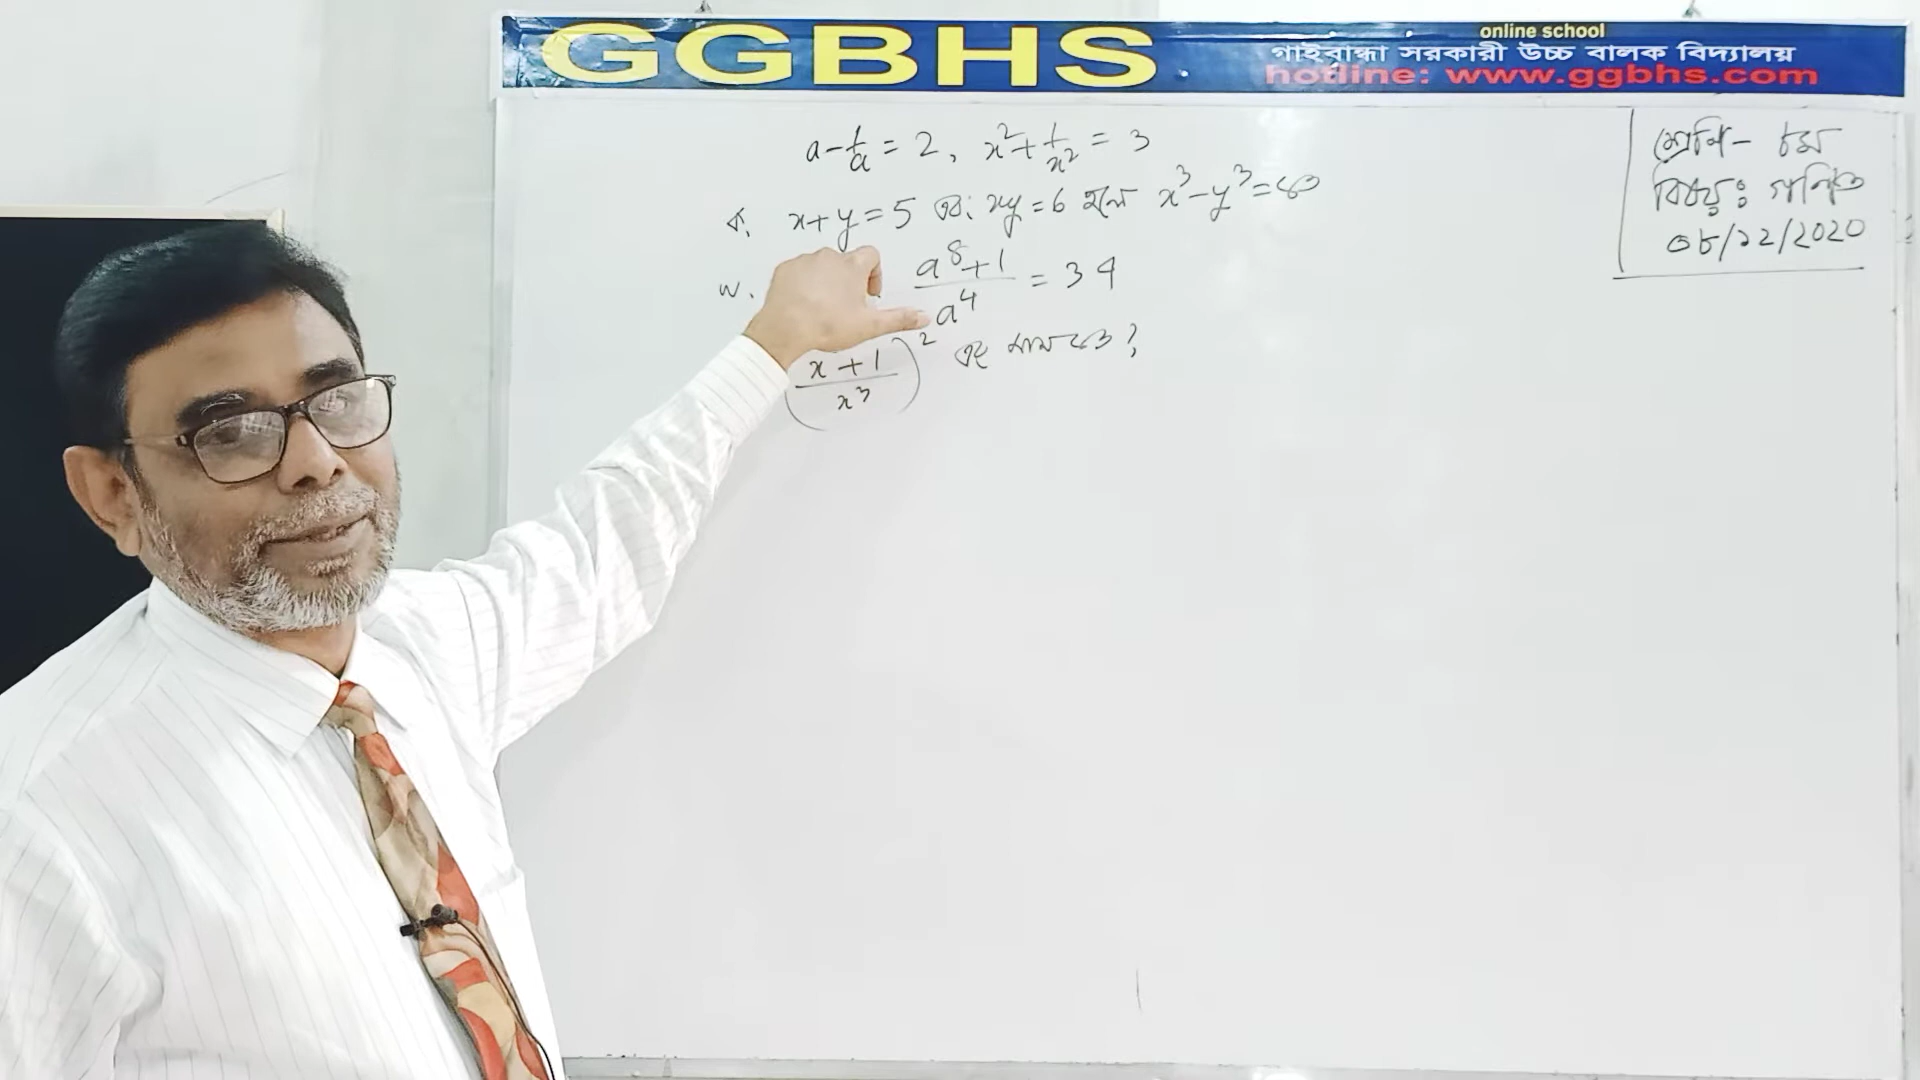 GGBHS
online school
গাইবান্ধা সরকারী উচ্চ বালক বিদ্যালয়
hotline: www.ggbhs.com
a - 1/a = 2, x² + 1/x² = 3
ক. x + y = 5 এবং xy = 6 হলে x³ - y³ = কত
খ. (a⁸ + 1)/a⁴ = 34
((x + 1)/x³)² এর মান কত?
শ্রেণি - ৮ম
বিষয়ঃ গণিত
০৮/১২/২০২০